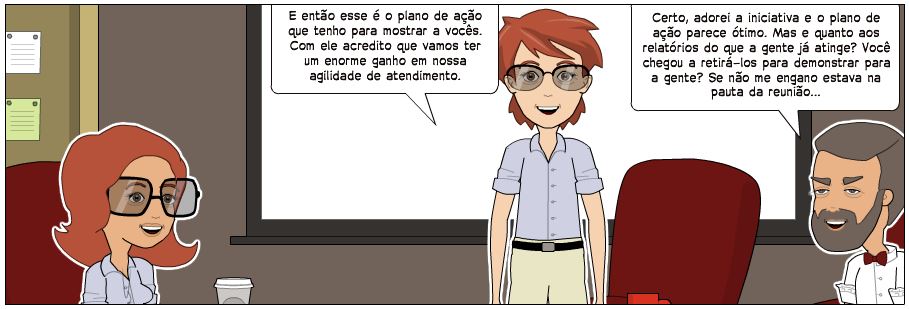 E então esse é o plano de ação
que tenho para mostrar a vocês.
Com ele acredito que vamos ter
um enorme ganho em nossa
agilidade de atendimento.
Certo, adorei a iniciativa e o plano de
ação parece ótimo. Mas e quanto aos
relatórios do que a gente já atinge? Você
chegou a retirá-los para demonstrar para
a gente? Se não me engano estava na
pauta da reunião...